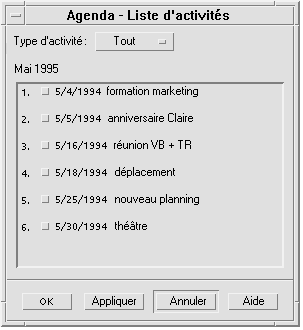 Agenda - Liste d'activités
Type d'activité: Tout
Mai 1995
1. 5/4/1994 formation marketing
2. 5/5/1994 anniversaire Claire
3. 5/16/1994 réunion VB + TR
4. 5/18/1994 déplacement
5. 5/25/1994 nouveau planning
6. 5/30/1994 théâtre
OK Appliquer Annuler Aide